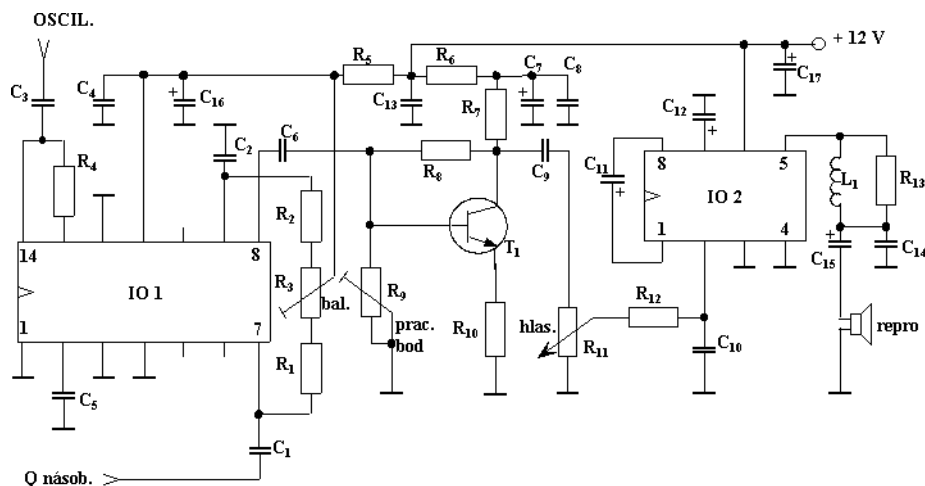 OSCIL.
+ 12 V
R5
R6
C7
C8
C17
C3
C4
C16
C13
R7
C12
C2
C6
R4
R8
C9
C11
8
5
L1
R13
R2
IO 2
T1
1
4
14
8
R3
R9
C15
C14
IO 1
bal.
R12
prac.
bod
R10
hlas.
repro
1
7
R1
R11
C10
C5
C1
Q násob.
+
+
+
+
+
+